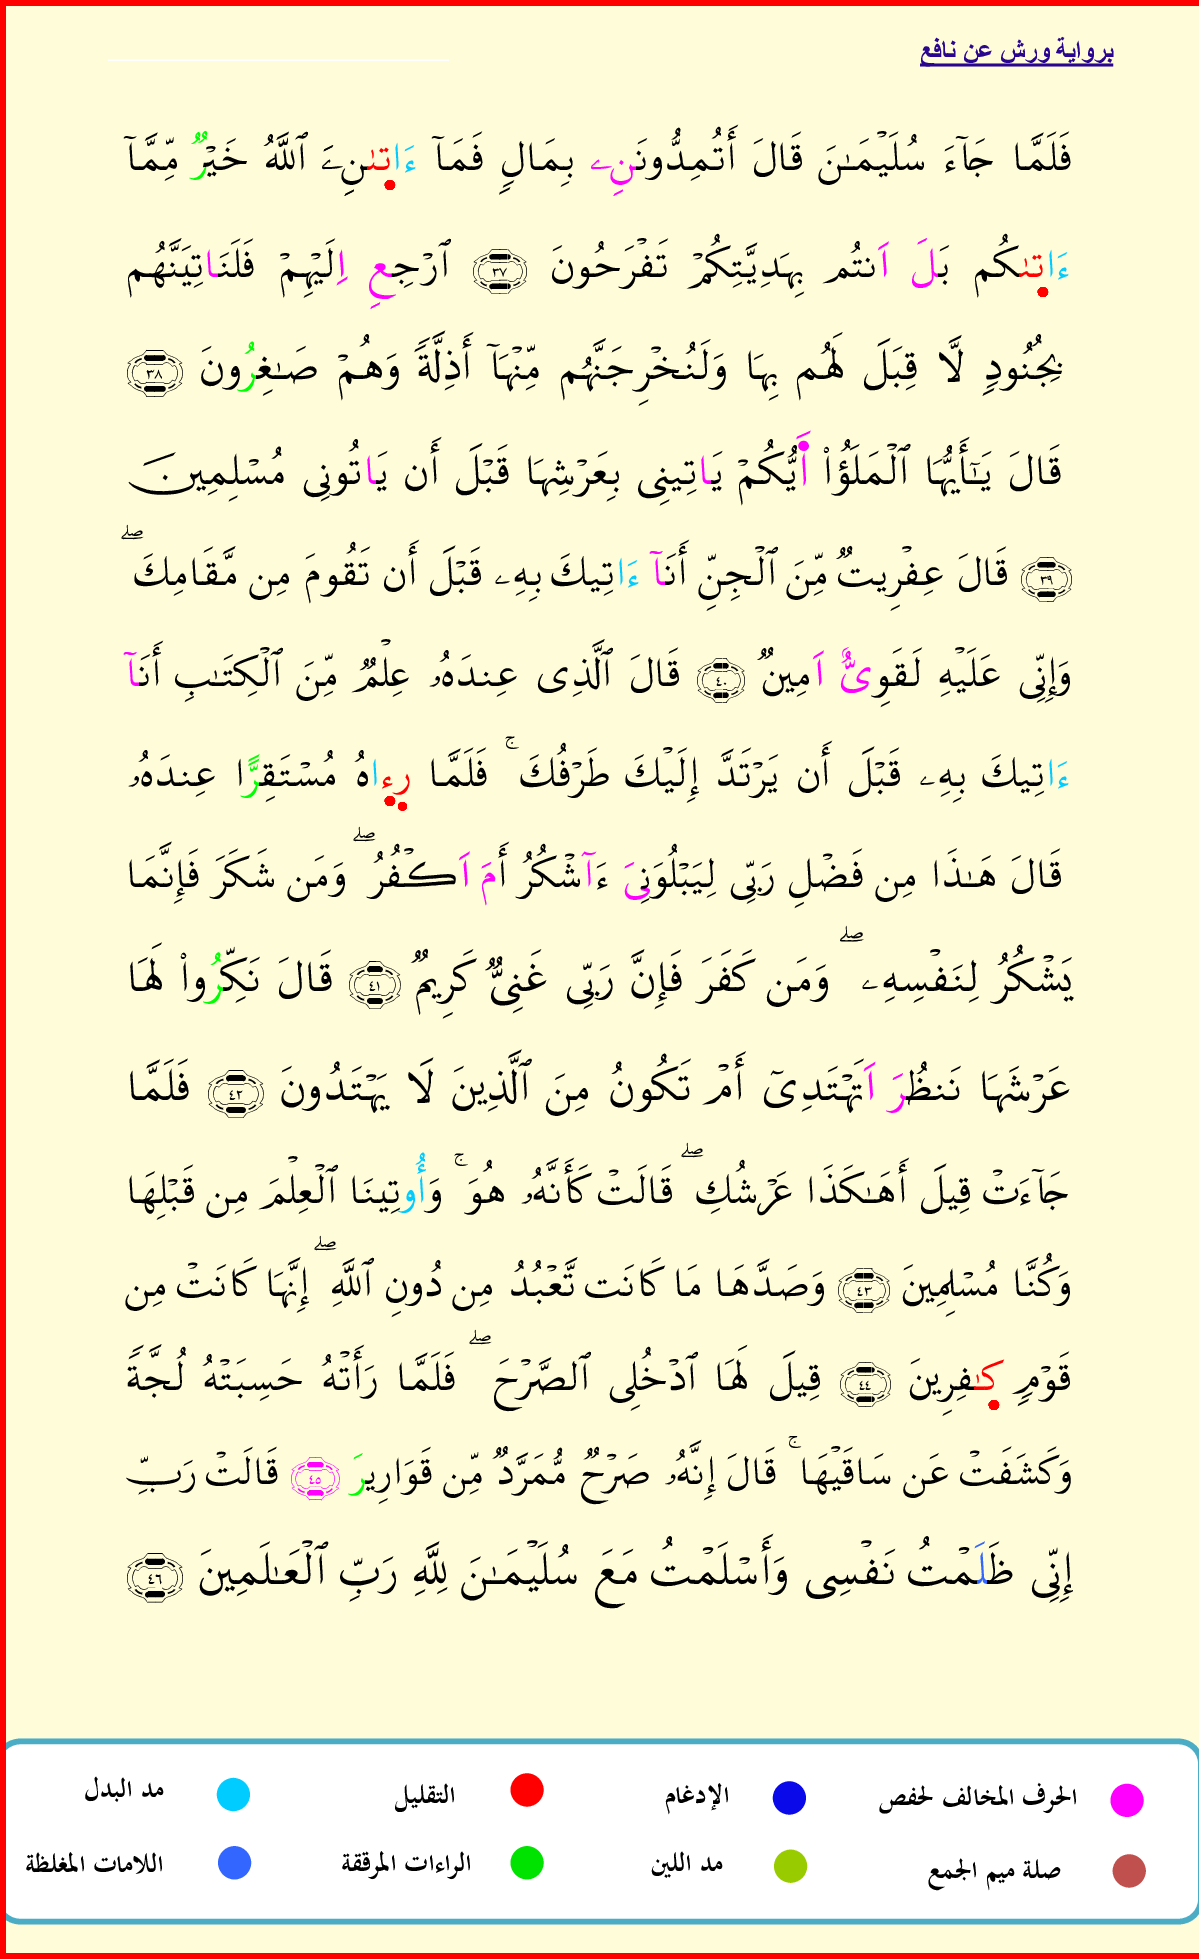 برواية ورش عن نافع
فَلَمَّا جَآءَ سُلَيْمَٰنَ قَالَ أَتُمِدُّونَنِے بِمَالٍ فَمَآ ءَاتٜىٰنِۦَ ٱللَّهُ خَيْرٌ مِّمَّآ
ءَاتٜىٰكُم بَلَ اَنتُم بِهَدِيَّتِكُمْ تَفْرَحُونَ ٣٧ ٱرْجِعِ اِلَيْهِمْ فَلَنَاتِيَنَّهُم
بِجُنُودٍ لَّا قِبَلَ لَهُم بِهَا وَلَنُخْرِجَنَّهُم مِّنْهَآ أَذِلَّةً وَهُمْ صَٰغِرُونَ ٣٨
قَالَ يَٰٓأَيُّهَا ٱلْمَلَؤُا۟ اَ۬يُّكُمْ يَاتِينِى بِعَرْشِهَا قَبْلَ أَن يَاتُونِى مُسْلِمِينَ
٣٩ قَالَ عِفْرِيتٌ مِّنَ ٱلْجِنِّ أَنَآ ءَاتِيكَ بِهِۦ قَبْلَ أَن تَقُومَ مِن مَّقَامِكَ ۖ
وَإِنِّى عَلَيْهِ لَقَوِىٌّ اَمِينٌ ٤٠ قَالَ ٱلَّذِى عِندَهُۥ عِلْمٌ مِّنَ ٱلْكِتَٰبِ أَنَآ
ءَاتِيكَ بِهِۦ قَبْلَ أَن يَرْتَدَّ إِلَيْكَ طَرْفُكَ ۚ فَلَمَّا رٜءٜاهُ مُسْتَقِرًّا عِندَهُۥ
قَالَ هَٰذَا مِن فَضْلِ رَبِّى لِيَبْلُوَنِىَ ءَآشْكُرُ أَمَ اَكْفُرُ ۖ وَمَن شَكَرَ فَإِنَّمَا
يَشْكُرُ لِنَفْسِهِۦ ۖ وَمَن كَفَرَ فَإِنَّ رَبِّى غَنِىٌّ كَرِيمٌ ٤١ قَالَ نَكِّرُوا۟ لَهَا
عَرْشَهَا نَنظُرَ اَتَهْتَدِىٓ أَمْ تَكُونُ مِنَ ٱلَّذِينَ لَا يَهْتَدُونَ ٤٢ فَلَمَّا
جَآءَتْ قِيلَ أَهَٰكَذَا عَرْشُكِ ۖ قَالَتْ كَأَنَّهُۥ هُوَ ۚ وَأُوتِينَا ٱلْعِلْمَ مِن قَبْلِهَا
وَكُنَّا مُسْلِمِينَ ٤٣ وَصَدَّهَا مَا كَانَت تَّعْبُدُ مِن دُونِ ٱللَّهِ ۖ إِنَّهَا كَانَتْ مِن
قَوْمٍ كٰٜفِرِينَ ٤٤ قِيلَ لَهَا ٱدْخُلِى ٱلصَّرْحَ ۖ فَلَمَّا رَأَتْهُ حَسِبَتْهُ لُجَّةً
وَكَشَفَتْ عَن سَاقَيْهَا ۚ قَالَ إِنَّهُۥ صَرْحٌ مُّمَرَّدٌ مِّن قَوَارِيرَ ٤٥ قَالَتْ رَبِّ
إِنِّى ظَلَمْتُ نَفْسِى وَأَسْلَمْتُ مَعَ سُلَيْمَٰنَ لِلَّهِ رَبِّ ٱلْعَٰلَمِينَ ٤٦
الحرف المخالف لحفص الإدغام التقليل مد البدل
صلة ميم الجمع مد اللين الراءات المرققة اللامات المغلظة